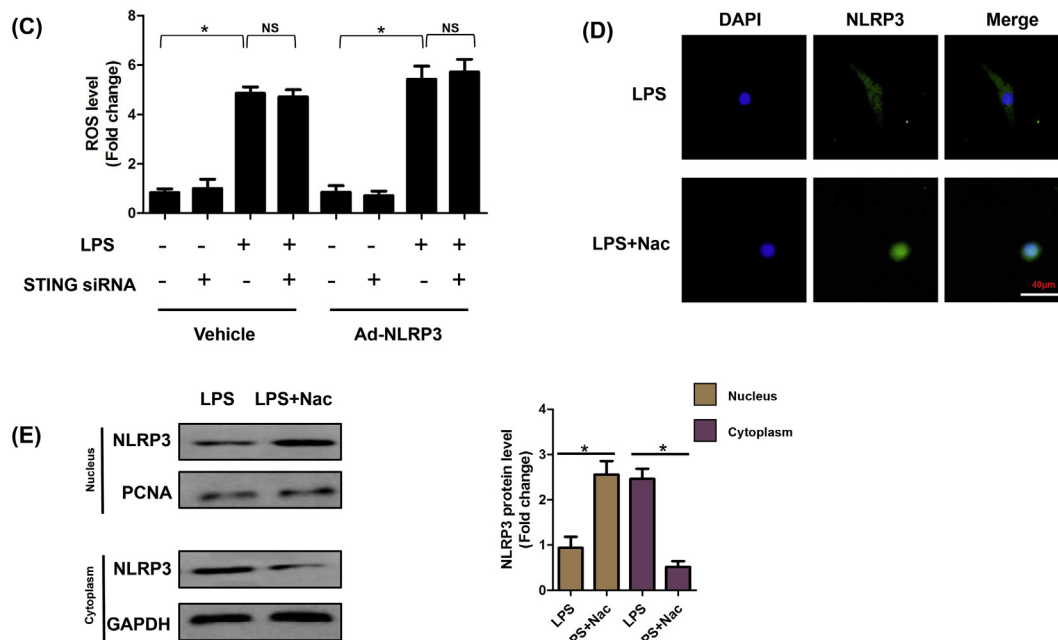 (C)
ROS level
(Fold change)
8
6
4
2
0
*
NS
*
NS
LPS - - + + - - + +
STING siRNA - + - + - + - +
Vehicle Ad-NLRP3
(D)
DAPI NLRP3 Merge
LPS
LPS+Nac
40μm
(E)
LPS LPS+Nac
Nucleus
NLRP3
PCNA
Cytoplasm
NLRP3
GAPDH
Nucleus
Cytoplasm
NLRP3 protein level
(Fold change)
4
3
2
1
0
*
*
LPS
PS+Nac
LPS
PS+Nac